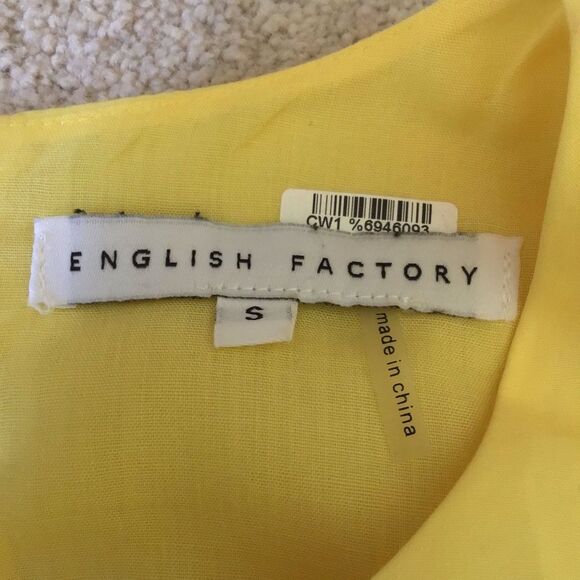 CW1 %6946093
ENGLISH FACTORY
S
made in china